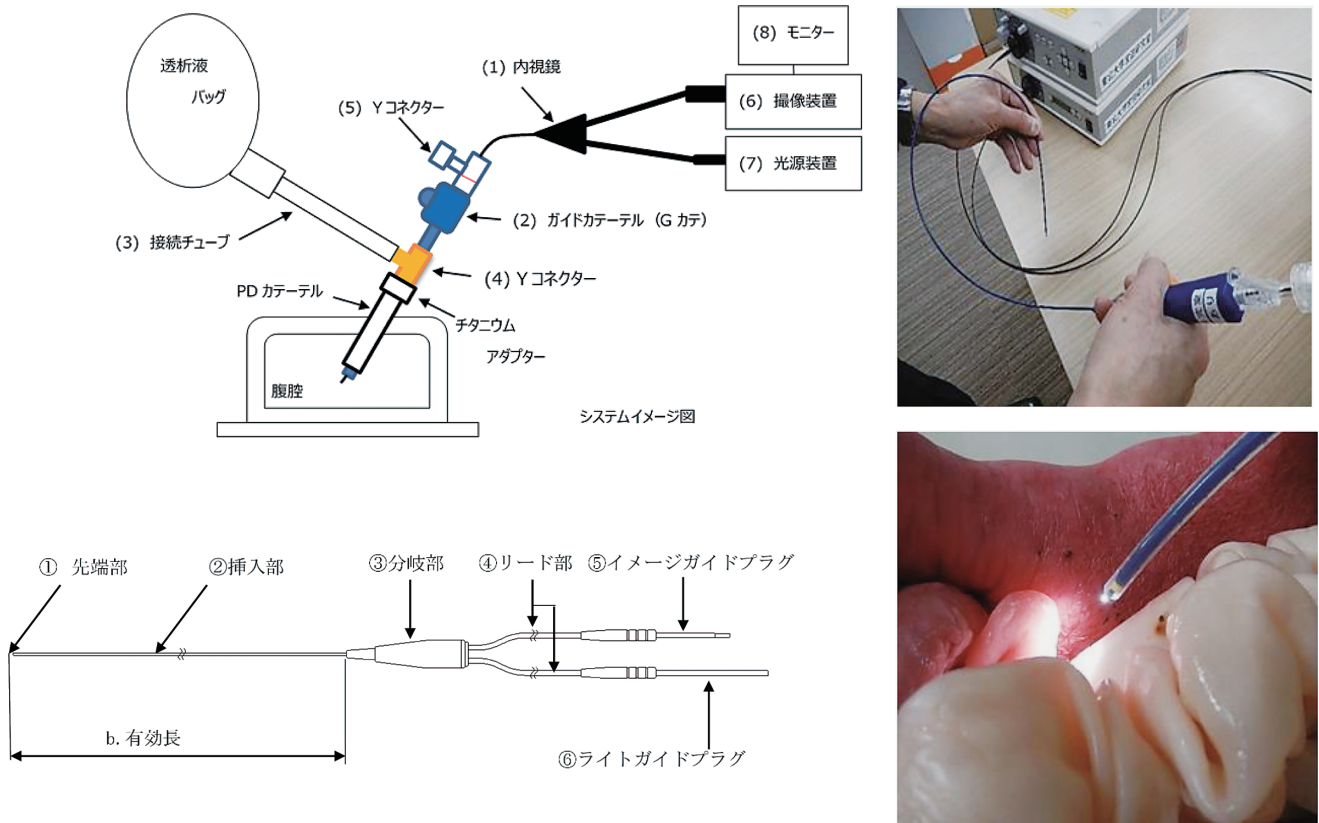 透析液
バッグ
(1) 内視鏡
(8) モニター
(6) 撮像装置
(7) 光源装置
(5) Y コネクター
(2) ガイドカテーテル (G カテ)
(3) 接続チューブ
(4) Y コネクター
PD カテーテル
チタニウム
アダプター
腹腔
システムイメージ図
① 先端部
②挿入部
③分岐部
④リード部
⑤イメージガイドプラグ
b. 有効長
⑥ライトガイドプラグ